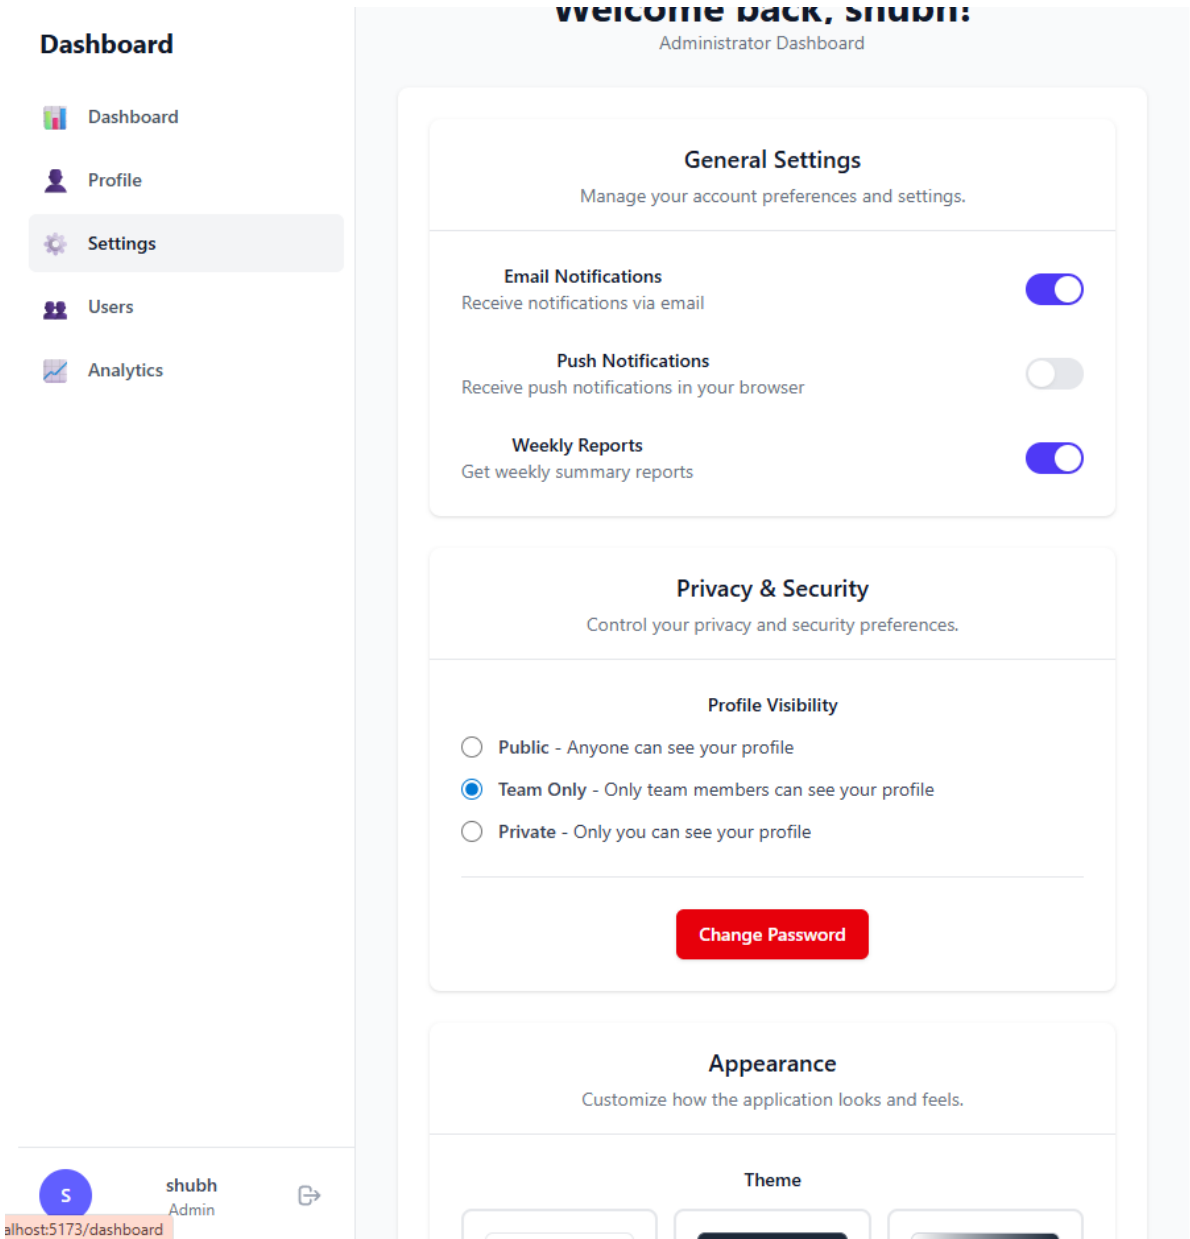 Dashboard
Dashboard
Profile
Settings
Users
Analytics
shubh
Admin
S
alhost:5173/dashboard
Welcome back, shubh!
Administrator Dashboard
General Settings
Manage your account preferences and settings.
Email Notifications
Receive notifications via email
Push Notifications
Receive push notifications in your browser
Weekly Reports
Get weekly summary reports
Privacy & Security
Control your privacy and security preferences.
Profile Visibility
Public - Anyone can see your profile
Team Only - Only team members can see your profile
Private - Only you can see your profile
Change Password
Appearance
Customize how the application looks and feels.
Theme